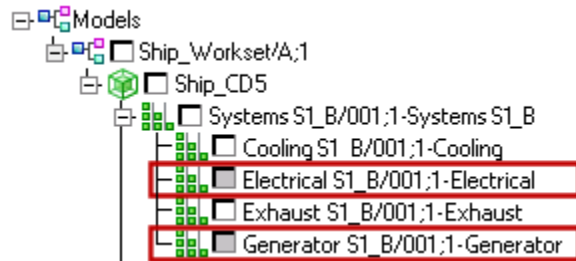 Models
Ship_Workset/A;1
Ship_CD5
Systems S1_B/001;1-Systems S1_B
Cooling S1_B/001;1-Cooling
Electrical S1_B/001;1-Electrical
Exhaust S1_B/001;1-Exhaust
Generator S1_B/001;1-Generator